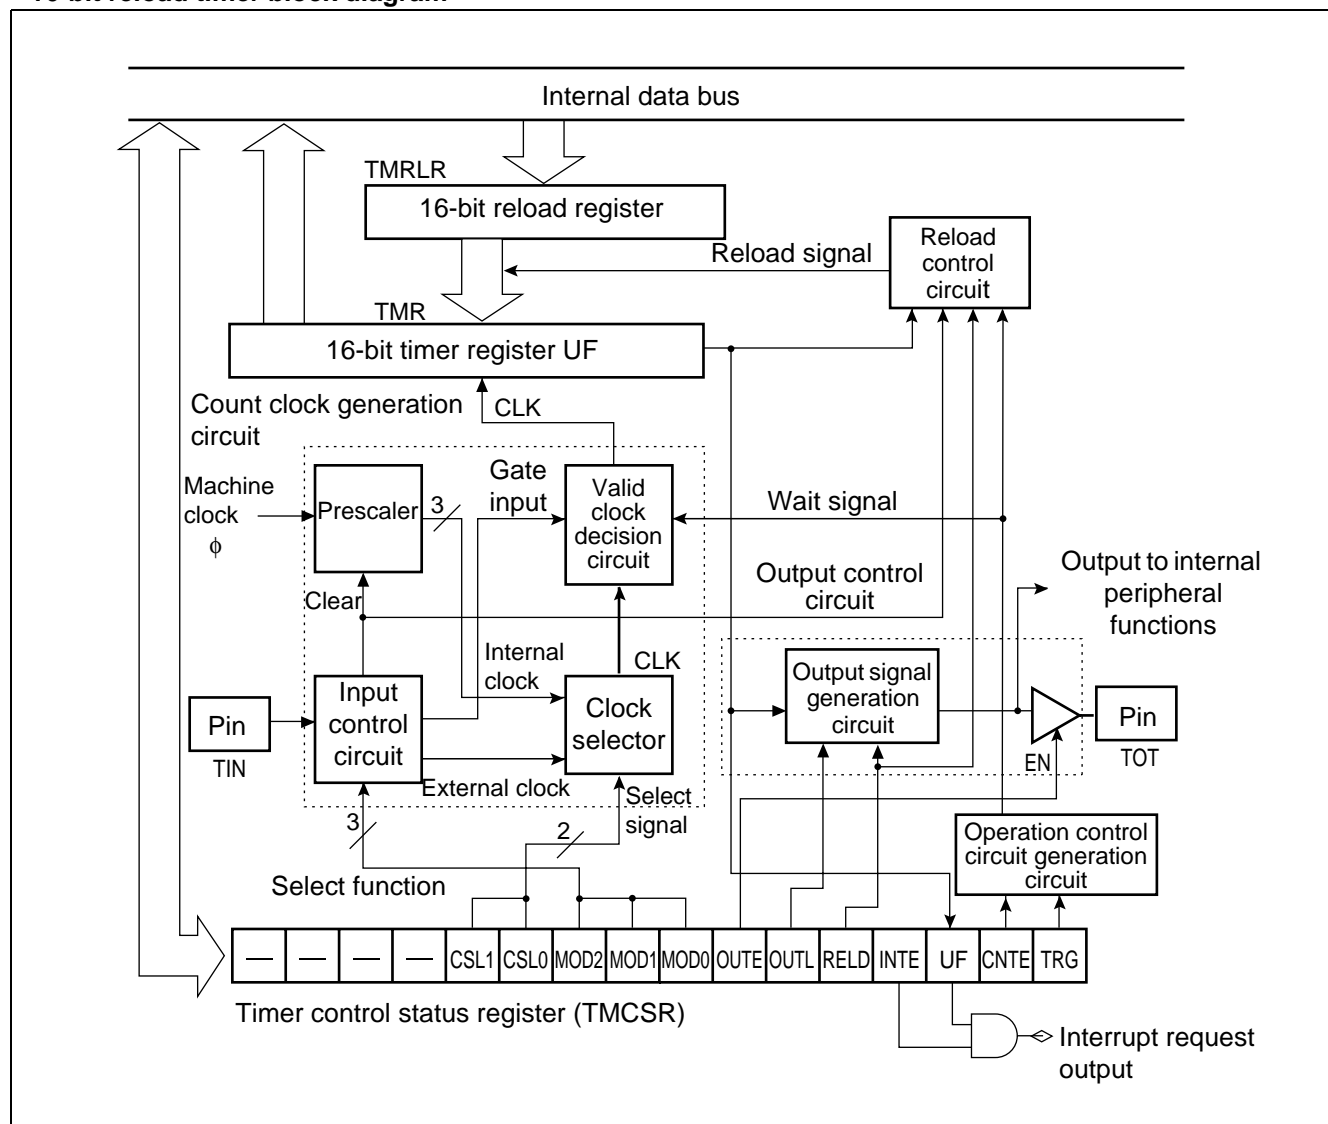 16-bit reload timer block diagram
Internal data bus
TMRLR
16-bit reload register
Reload signal
Reload
control
circuit
TMR
16-bit timer register UF
Count clock generation
circuit
CLK
Machine
clock
ϕ
Prescaler
3
Gate
input
Valid
clock
decision
circuit
Wait signal
Clear
Output control
circuit
Output to internal
peripheral
functions
Internal
clock
CLK
Pin
TIN
Input
control
circuit
Clock
selector
External clock
Output signal
generation
circuit
EN
Pin
TOT
3
2
Select
signal
Select function
Operation control
circuit generation
circuit
— — — — CSL1 CSL0 MOD2 MOD1 MOD0 OUTE OUTL RELD INTE UF CNTE TRG
Timer control status register (TMCSR)
Interrupt request
output